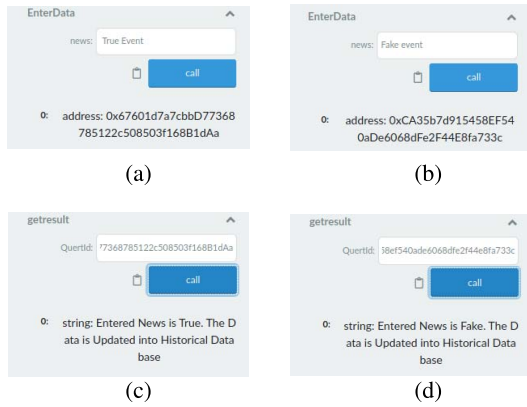 EnterData
news: True Event
call
0: address: 0x67601d7a7cbbD77368
785122c508503f168B1dAa
(a)
EnterData
news: Fake event
call
0: address: 0xCA35b7d915458EF54
0aDe6068dFe2F44E8fa733c
(b)
getresult
QuertId: ?7368785122c508503f168B1dAa
call
0: string: Entered News is True. The D
ata is Updated into Historical Data
base
(c)
getresult
QuertId: 58ef540ade6068dfe2f44e8fa733c
call
0: string: Entered News is Fake. The D
ata is Updated into Historical Data
base
(d)